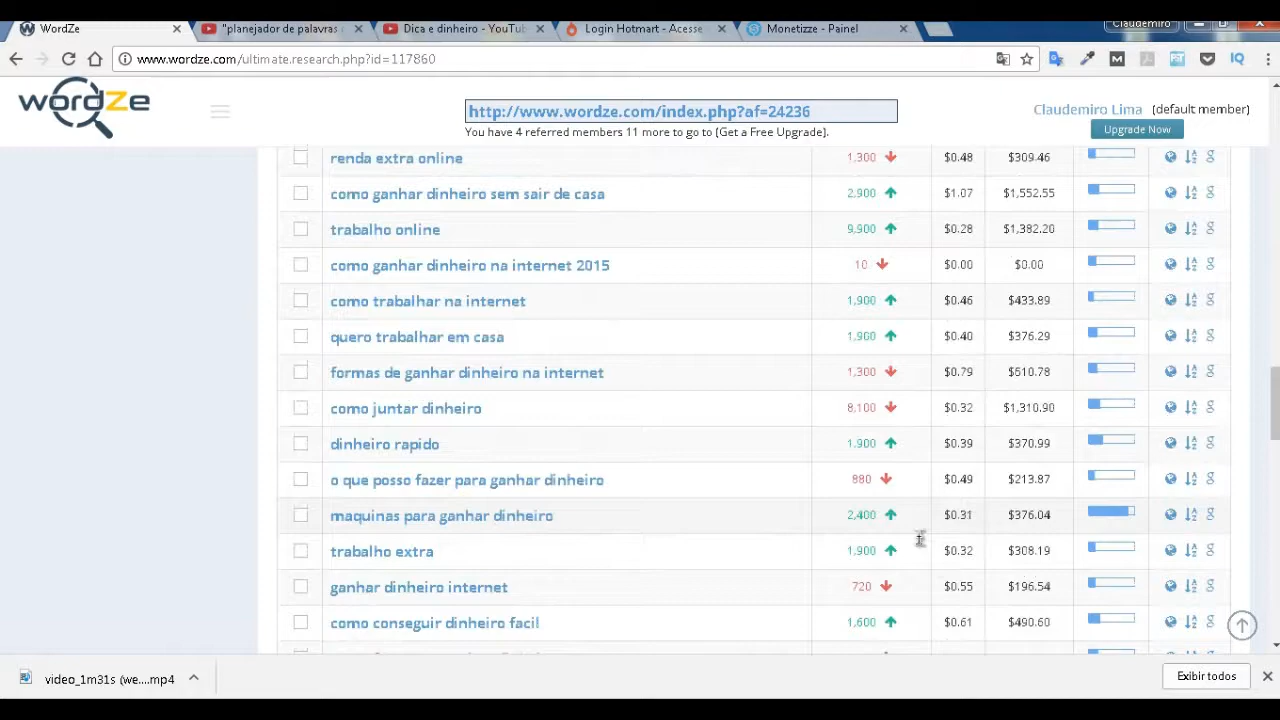 WordZe
"planejador de palavras
Dica e dinheiro - YouTu
Login Hotmart - Acesse
Monetizze - Painel
Claudemiro
www.wordze.com/ultimate.research.php?id=117860
wordze
http://www.wordze.com/index.php?af=24236
You have 4 referred members 11 more to go to [Get a Free Upgrade].
Claudemiro Lima (default member)
Upgrade Now
renda extra online 1,300 $0.48 $309.46
como ganhar dinheiro sem sair de casa 2,900 $1.07 $1,552.55
trabalho online 9,900 $0.28 $1,382.20
como ganhar dinheiro na internet 2015 10 $0.00 $0.00
como trabalhar na internet 1,900 $0.46 $433.89
quero trabalhar em casa 1,900 $0.40 $376.29
formas de ganhar dinheiro na internet 1,300 $0.79 $510.78
como juntar dinheiro 8,100 $0.32 $1,310.90
dinheiro rapido 1,900 $0.39 $370.99
o que posso fazer para ganhar dinheiro 880 $0.49 $213.87
maquinas para ganhar dinheiro 2,400 $0.31 $376.04
trabalho extra 1,900 $0.32 $308.19
ganhar dinheiro internet 720 $0.55 $196.54
como conseguir dinheiro facil 1,600 $0.61 $490.60
video_1m31s (we....mp4
Exibir todos